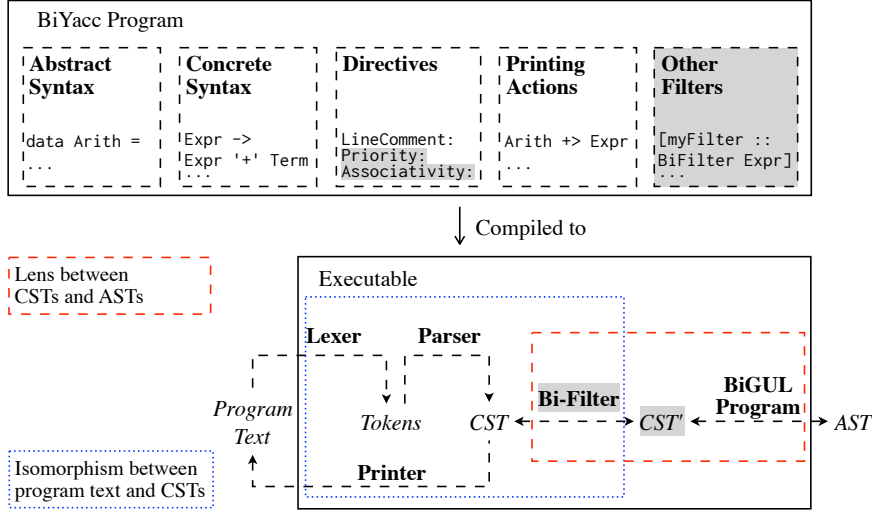 BiYacc Program
Abstract
Syntax
data Arith =
...
Concrete
Syntax
Expr ->
Expr '+' Term
...
Directives
LineComment:
Priority:
Associativity:
Printing
Actions
Arith +> Expr
...
Other
Filters
[myFilter ::
BiFilter Expr]
...
Compiled to
Lens between
CSTs and ASTs
Executable
Lexer
Parser
Bi-Filter
BiGUL
Program
Program
Text
Tokens
CST
CST'
AST
Printer
Isomorphism between
program text and CSTs